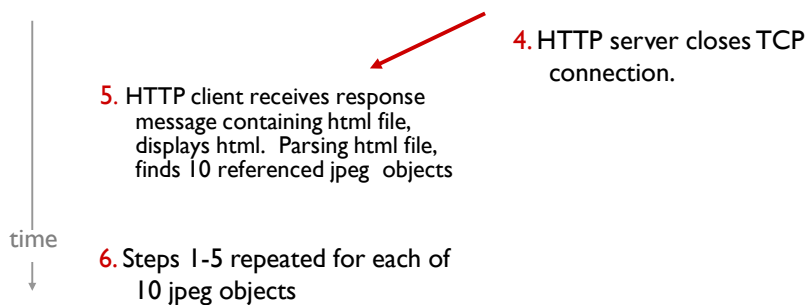 4. HTTP server closes TCP
connection.
5. HTTP client receives response
message containing html file,
displays html. Parsing html file,
finds 10 referenced jpeg objects
time
6. Steps 1-5 repeated for each of
10 jpeg objects